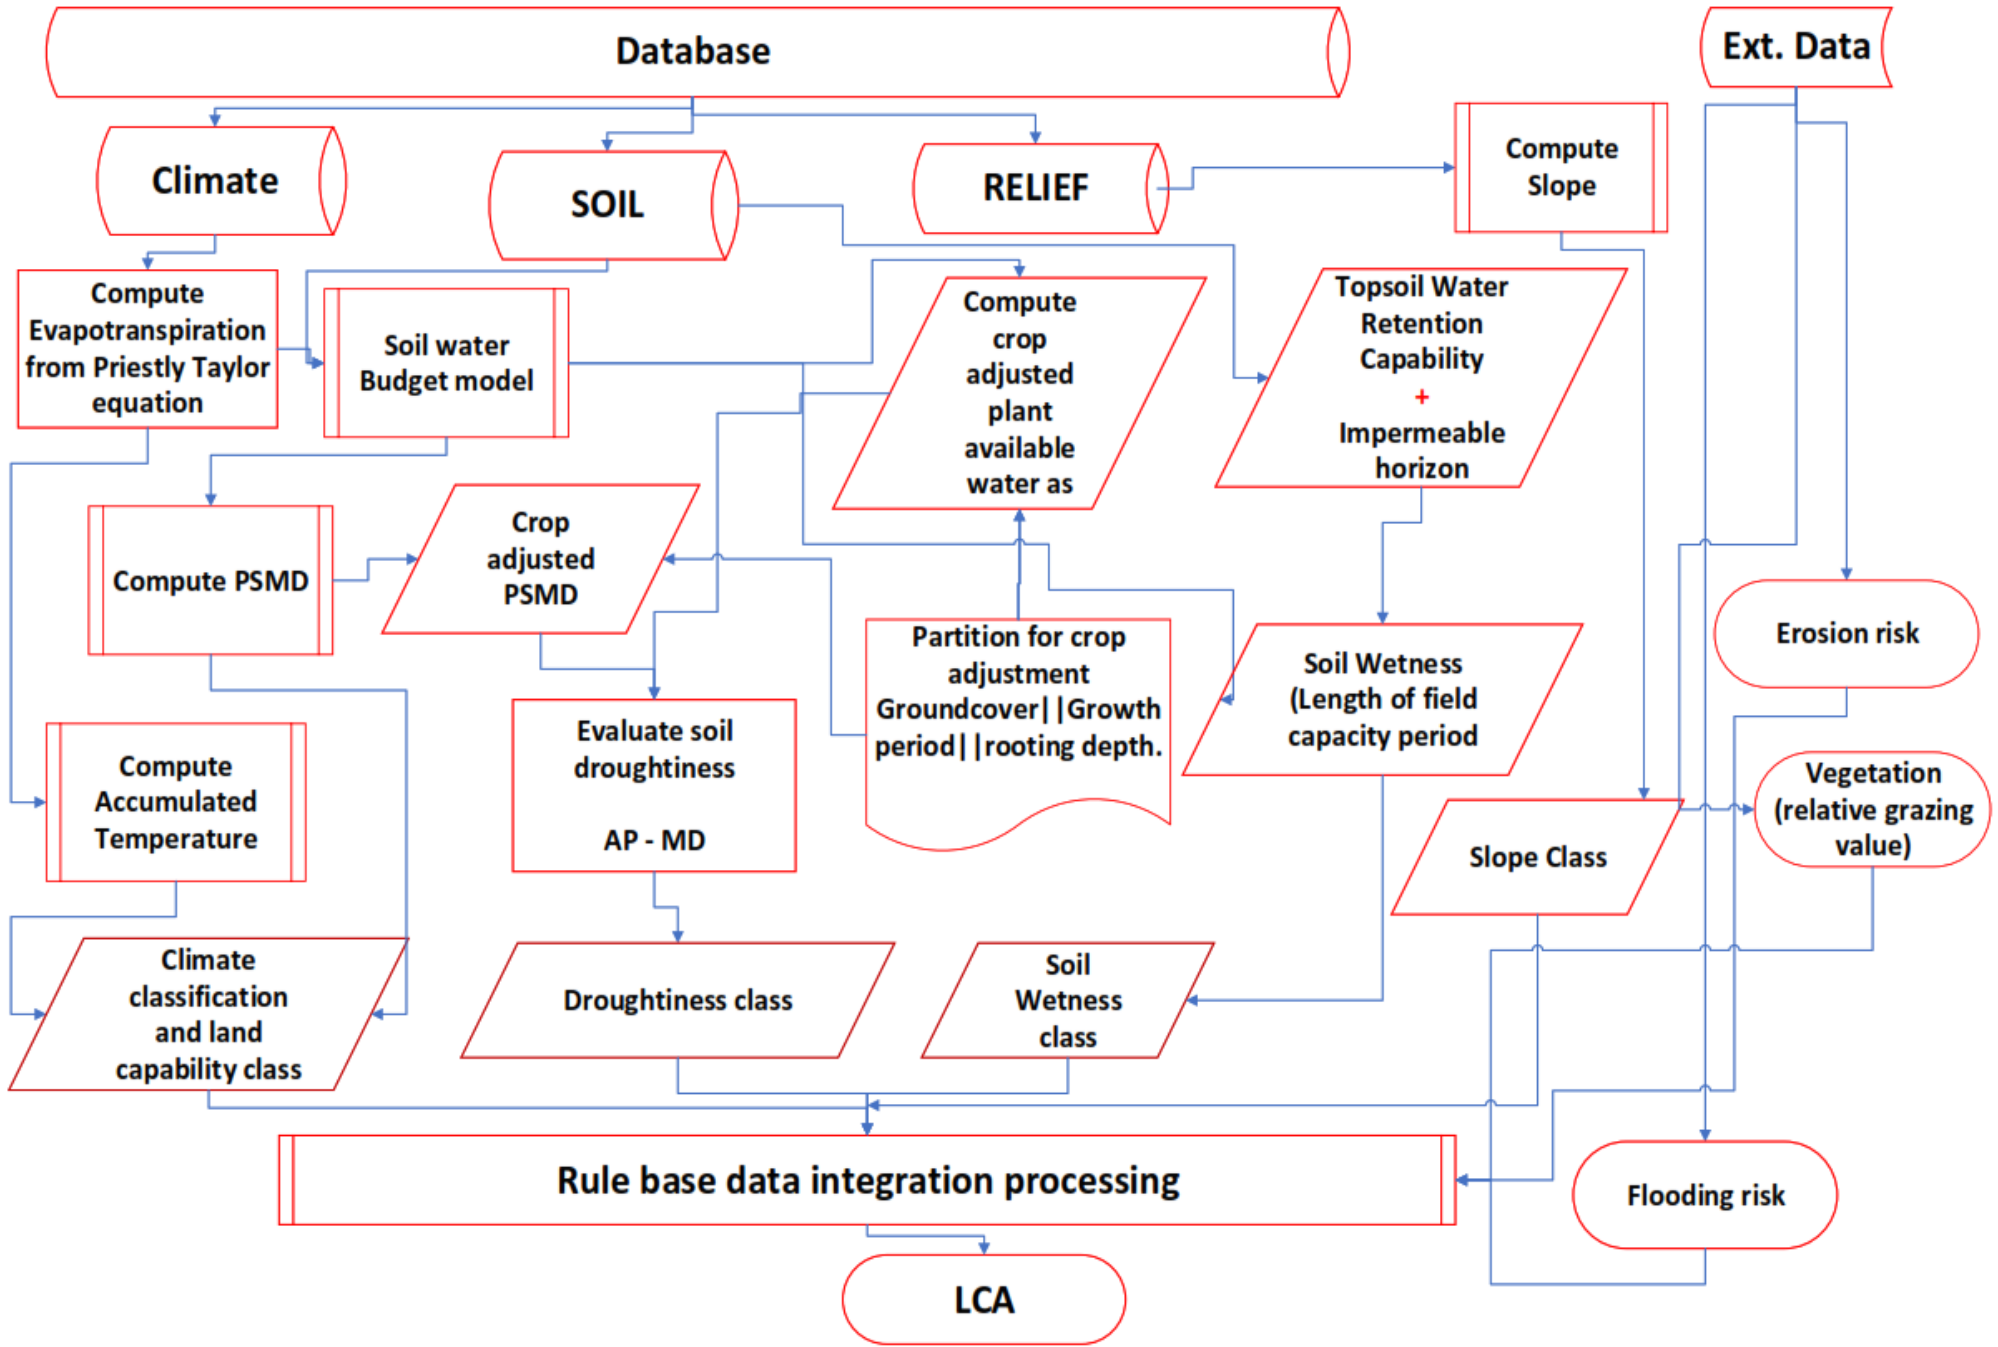 Database
Ext. Data
Climate
SOIL
RELIEF
Compute
Slope
Compute
Evapotranspiration
from Priestly Taylor
equation
Soil water
Budget model
Compute
crop
adjusted
plant
available
water as
Topsoil Water
Retention
Capability
+
Impermeable
horizon
Compute PSMD
Crop
adjusted
PSMD
Partition for crop
adjustment
Groundcover||Growth
period||rooting depth.
Soil Wetness
(Length of field
capacity period
Erosion risk
Compute
Accumulated
Temperature
Evaluate soil
droughtiness
AP - MD
Slope Class
Vegetation
(relative grazing
value)
Climate
classification
and land
capability class
Droughtiness class
Soil
Wetness
class
Rule base data integration processing
Flooding risk
LCA